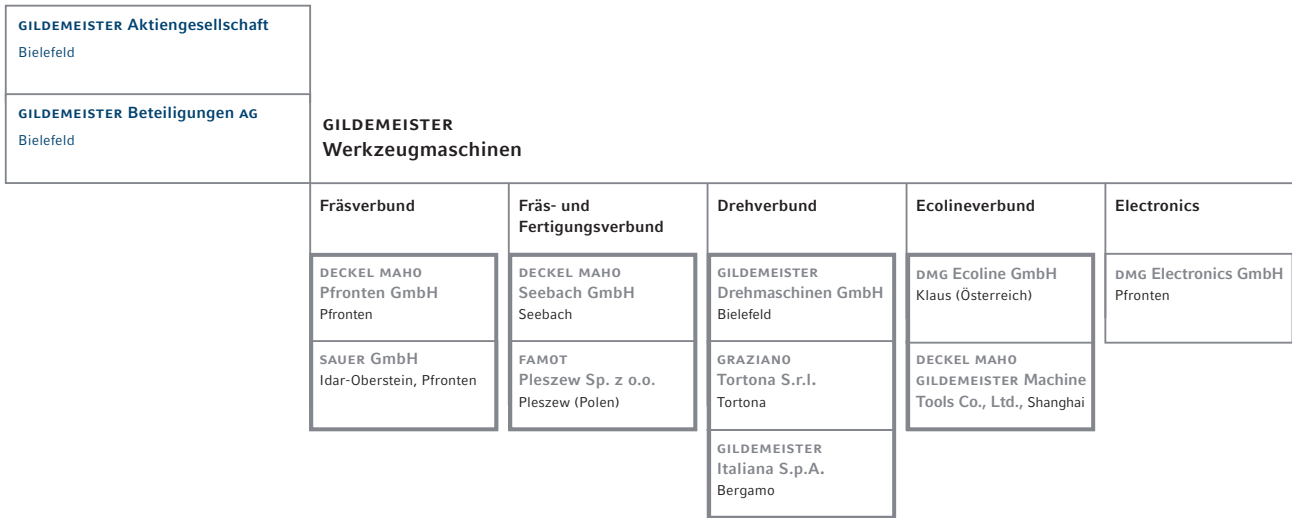 GILDEMEISTER Aktiengesellschaft
Bielefeld
GILDEMEISTER Beteiligungen AG
Bielefeld
GILDEMEISTER
Werkzeugmaschinen
Fräsverbund
DECKEL MAHO
Pfronten GmbH
Pfronten
SAUER GmbH
Idar-Oberstein, Pfronten
Fräs- und
Fertigungsverbund
DECKEL MAHO
Seebach GmbH
Seebach
FAMOT
Pleszew Sp. z o.o.
Pleszew (Polen)
Drehverbund
GILDEMEISTER
Drehmaschinen GmbH
Bielefeld
GRAZIANO
Tortona S.r.l.
Tortona
GILDEMEISTER
Italiana S.p.A.
Bergamo
Ecolineverbund
DMG Ecoline GmbH
Klaus (Österreich)
DECKEL MAHO
GILDEMEISTER Machine
Tools Co., Ltd., Shanghai
Electronics
DMG Electronics GmbH
Pfronten